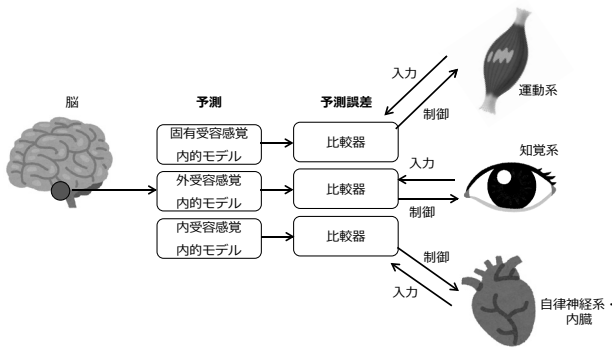 脳
予測
予測誤差
固有受容感覚
内的モデル
比較器
入力
制御
運動系
外受容感覚
内的モデル
比較器
入力
制御
知覚系
内受容感覚
内的モデル
比較器
制御
入力
自律神経系・
内臓